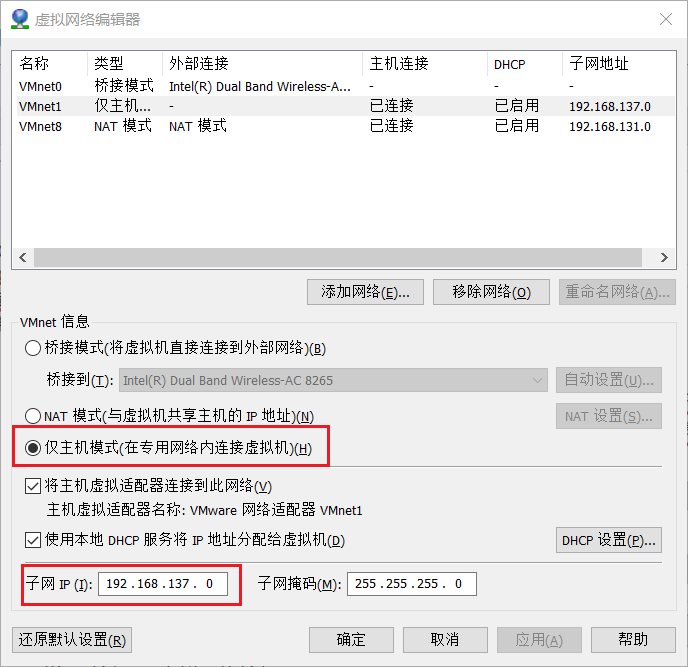 虚拟网络编辑器
名称 类型 外部连接 主机连接 DHCP 子网地址
VMnet0 桥接模式 Intel(R) Dual Band Wireless-A... - - -
VMnet1 仅主机... - 已连接 已启用 192.168.137.0
VMnet8 NAT 模式 NAT 模式 已连接 已启用 192.168.131.0
添加网络(E)... 移除网络(O) 重命名网络(A)...
VMnet 信息
桥接模式(将虚拟机直接连接到外部网络)(B)
桥接到(T): Intel(R) Dual Band Wireless-AC 8265 自动设置(U)...
NAT 模式(与虚拟机共享主机的 IP 地址)(N) NAT 设置(S)...
仅主机模式(在专用网络内连接虚拟机)(H)
将主机虚拟适配器连接到此网络(V)
主机虚拟适配器名称: VMware 网络适配器 VMnet1
使用本地 DHCP 服务将 IP 地址分配给虚拟机(D) DHCP 设置(P)...
子网 IP (I): 192 . 168 . 137 . 0 子网掩码(M): 255 . 255 . 255 . 0
还原默认设置(R) 确定 取消 应用(A) 帮助